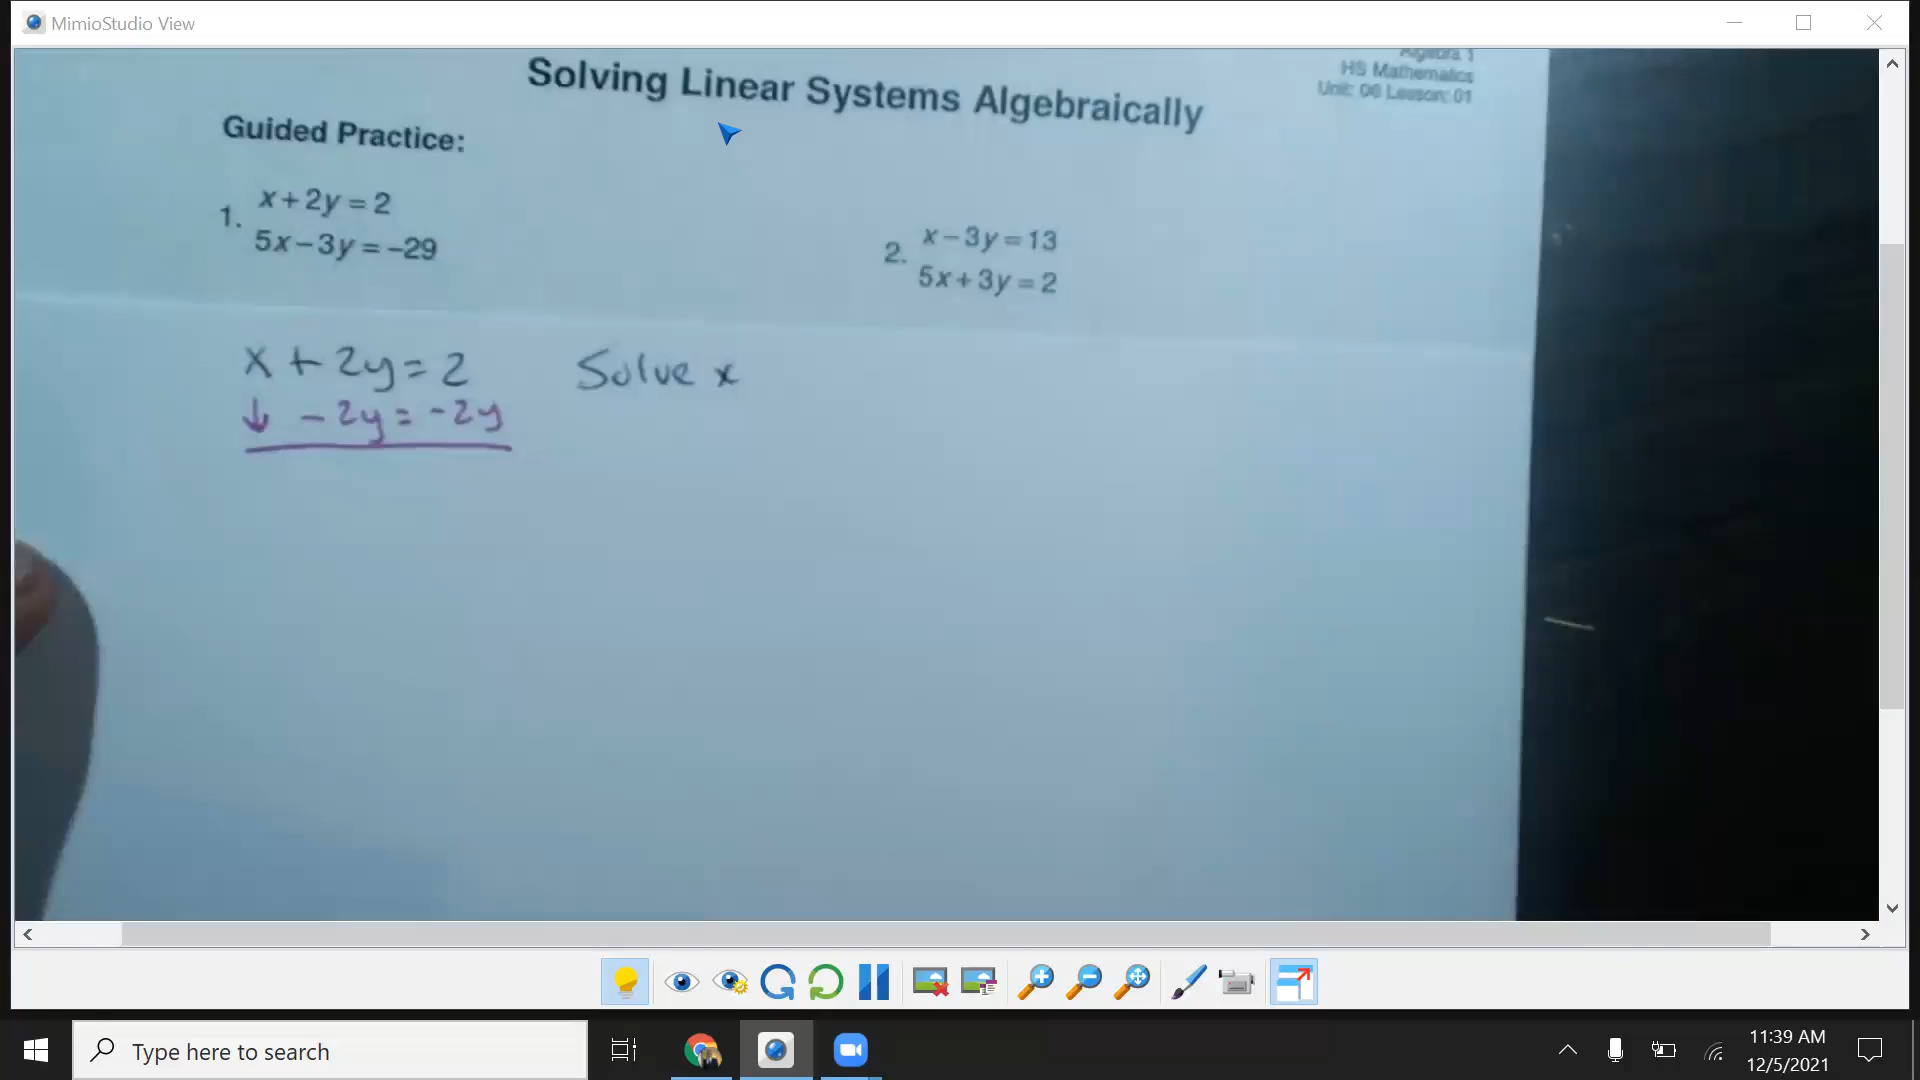 MimioStudio View
Algebra 1
HS Mathematics
Unit: 06 Lesson: 01
Solving Linear Systems Algebraically
Guided Practice:
1. x + 2y = 2
5x − 3y = −29
2. x − 3y = 13
5x + 3y = 2
x + 2y = 2 Solve x
↓ - 2y = -2y
Type here to search
11:39 AM
12/5/2021